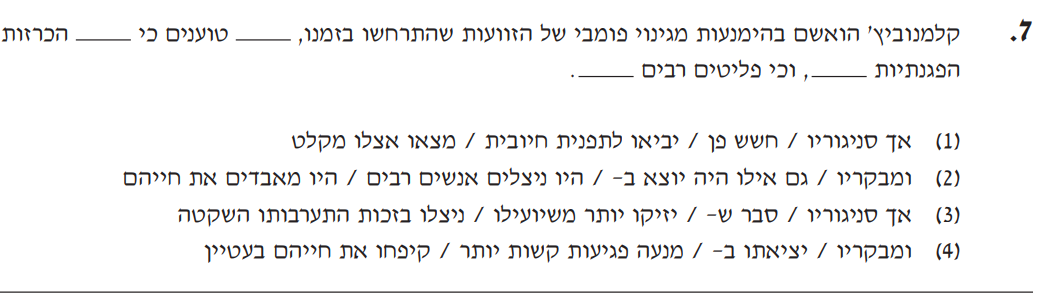 7. קלמנוביץ' הואשם בהימנעות מגינוי פומבי של הזוועות שהתרחשו בזמנו, _____ טוענים כי _____ הכרזות
הפגנתיות _____, וכי פליטים רבים _____.
(1) אך סניגוריו / חשש פן / יביאו לתפנית חיובית / מצאו אצלו מקלט
(2) ומבקריו / גם אילו היה יוצא ב- / היו ניצלים אנשים רבים / היו מאבדים את חייהם
(3) אך סניגוריו / סבר ש- / יזיקו יותר משיועילו / ניצלו בזכות התערבותו השקטה
(4) ומבקריו / יציאתו ב- / מנעה פגיעות קשות יותר / קיפחו את חייהם בעטיין